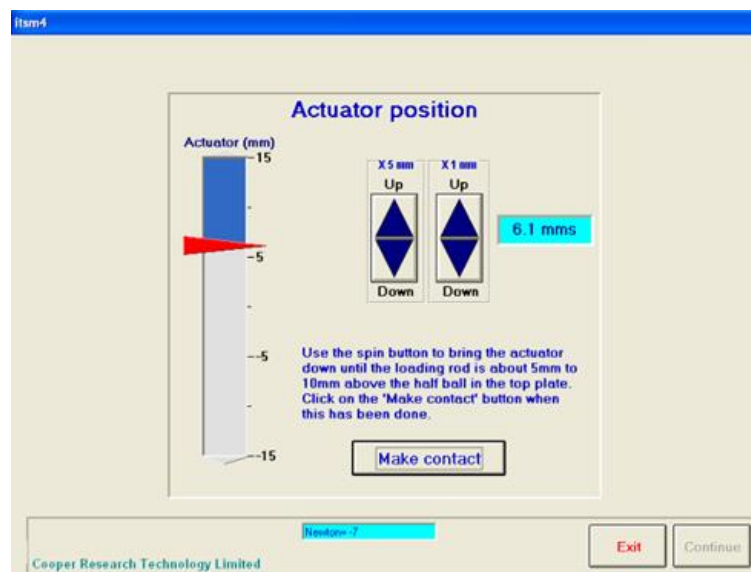 itsm4
Actuator position
Actuator (mm)
15
5
-5
-15
X 5 mm
X 1 mm
Up
Up
Down
Down
6.1 mms
Use the spin button to bring the actuator
down until the loading rod is about 5mm to
10mm above the half ball in the top plate.
Click on the 'Make contact' button when
this has been done.
Make contact
Newton= -7
Exit
Continue
Cooper Research Technology Limited